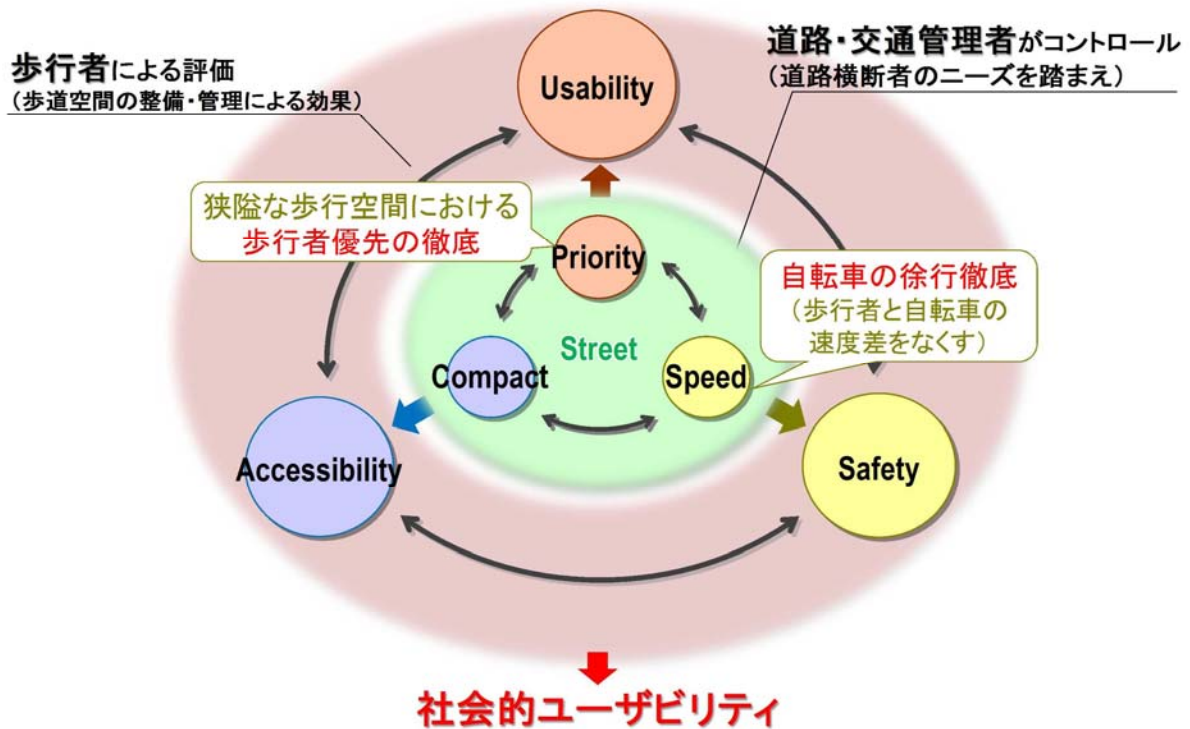 歩行者による評価
(歩道空間の整備・管理による効果)
道路・交通管理者がコントロール
(道路横断者のニーズを踏まえ)
Usability
狭隘な歩行空間における
歩行者優先の徹底
Priority
自転車の徐行徹底
(歩行者と自転車の
速度差をなくす)
Street
Compact
Speed
Accessibility
Safety
社会的ユーザビリティ